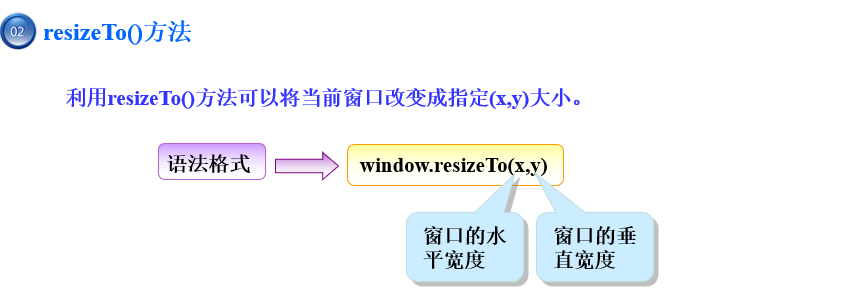 02 resizeTo()方法
利用resizeTo()方法可以将当前窗口改变成指定(x,y)大小。
语法格式
window.resizeTo(x,y)
窗口的水
平宽度
窗口的垂
直宽度